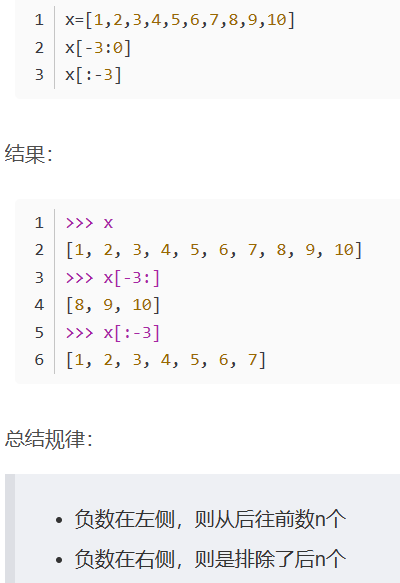 1 x=[1,2,3,4,5,6,7,8,9,10]
2 x[-3:0]
3 x[:-3]
结果：
1 >>> x
2 [1, 2, 3, 4, 5, 6, 7, 8, 9, 10]
3 >>> x[-3:]
4 [8, 9, 10]
5 >>> x[:-3]
6 [1, 2, 3, 4, 5, 6, 7]
总结规律：
• 负数在左侧，则从后往前数n个
• 负数在右侧，则是排除了后n个